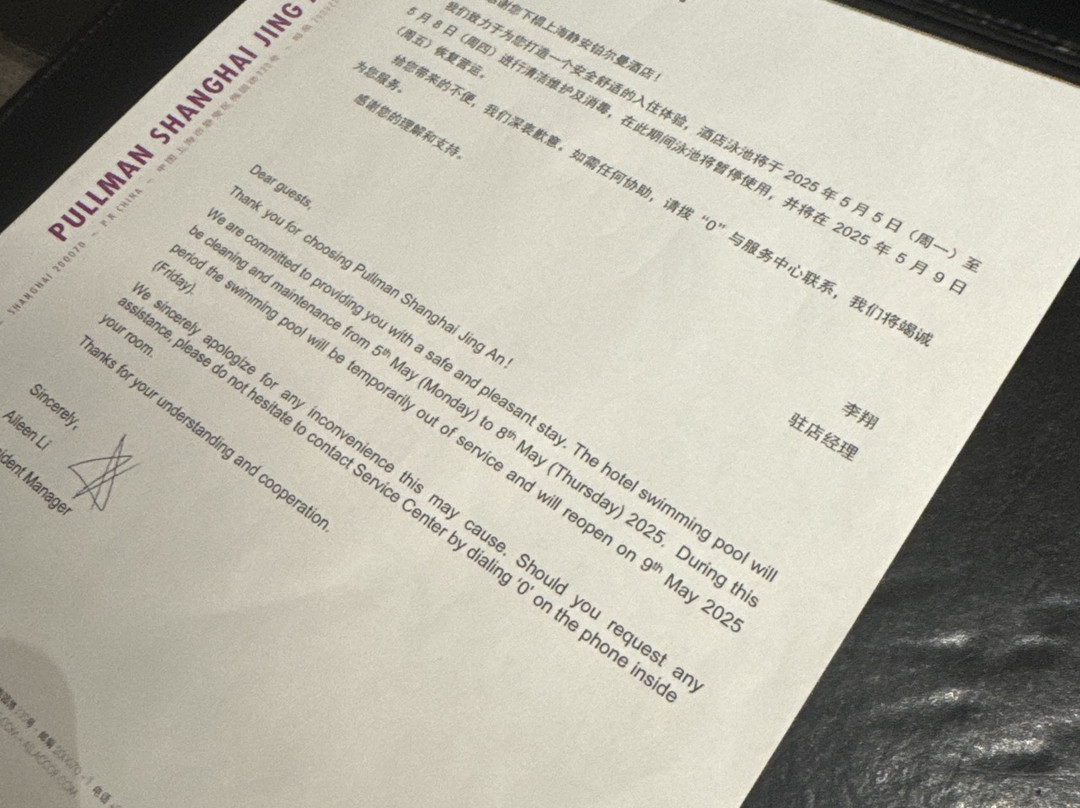 PULLMAN SHANGHAI JING
SHANGHAI 200070 - P.R CHINA - 中国上海市
感谢您下榻上海静安铂尔曼酒店！
我们致力于为您打造一个安全舒适的入住体验，酒店泳池将于 2025 年 5 月 5 日（周一）至
5 月 8 日（周四）进行清洁维护及消毒，在此期间泳池将暂停使用，并将在 2025 年 5 月 9 日
（周五）恢复营运。
给您带来的不便，我们深表歉意，如需任何协助，请拨“0”与服务中心联系，我们将竭诚
为您服务。
感谢您的理解和支持。
李翔
驻店经理
Dear guests,
Thank you for choosing Pullman Shanghai Jing An!
We are committed to providing you with a safe and pleasant stay. The hotel swimming pool will
be cleaning and maintenance from 5th May (Monday) to 8th May (Thursday) 2025. During this
period the swimming pool will be temporarily out of service and will reopen on 9th May 2025
(Friday).
We sincerely apologize for any inconvenience this may cause. Should you request any
assistance, please do not hesitate to contact Service Center by dialing '0' on the phone inside
your room.
Thanks for your understanding and cooperation.
Sincerely,
Aileen Li
ident Manager